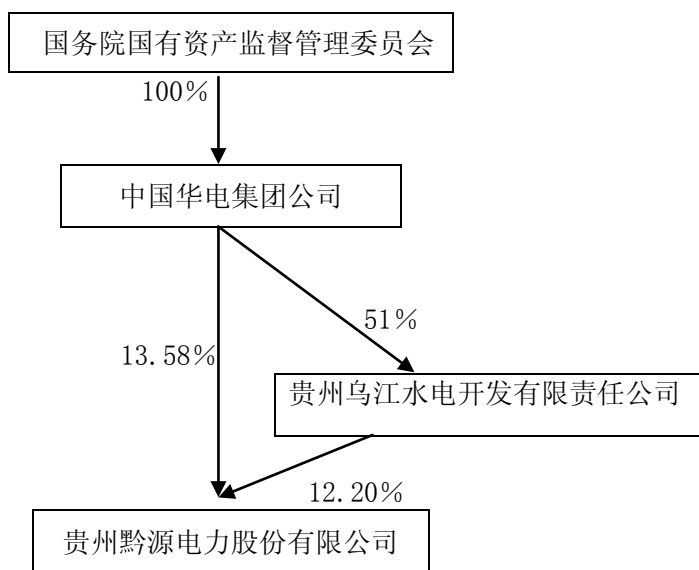 国务院国有资产监督管理委员会
100％
中国华电集团公司
51％
13.58％
贵州乌江水电开发有限责任公司
12.20％
贵州黔源电力股份有限公司